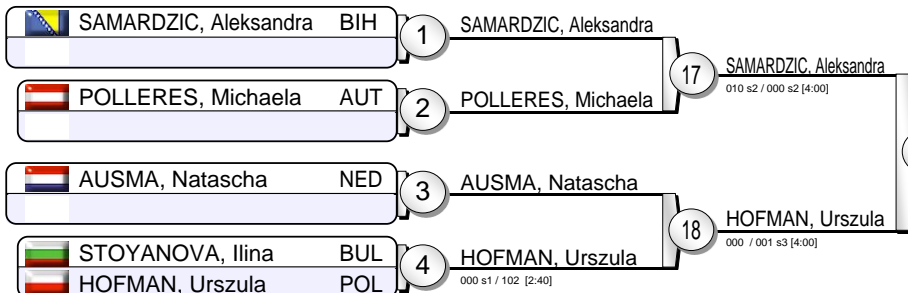 SAMARDZIC, Aleksandra BIH
1
SAMARDZIC, Aleksandra
17
SAMARDZIC, Aleksandra
010 s2 / 000 s2 [4:00]
POLLERES, Michaela AUT
2
POLLERES, Michaela
AUSMA, Natascha NED
3
AUSMA, Natascha
18
HOFMAN, Urszula
000 / 001 s3 [4:00]
STOYANOVA, Ilina BUL
HOFMAN, Urszula POL
4
HOFMAN, Urszula
000 s1 / 102 [2:40]